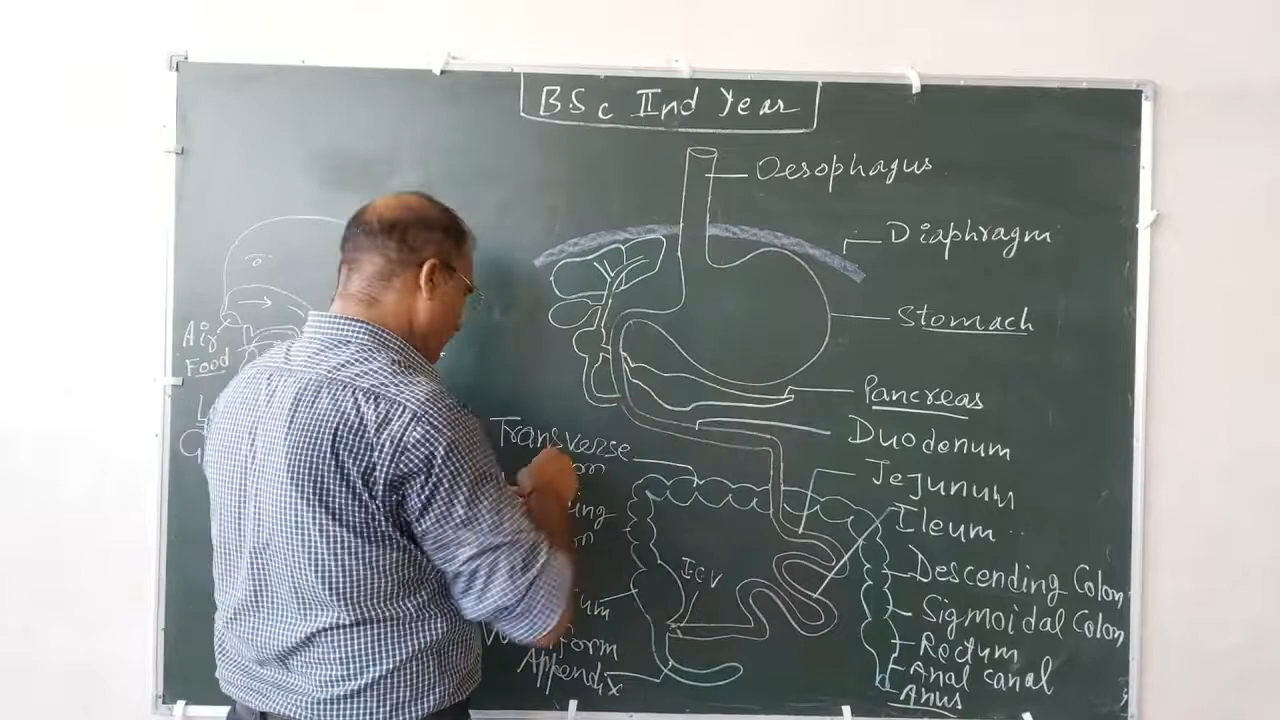 BSc IInd Year
Oesophagus
Diaphragm
Stomach
Pancreas
Duodenum
Jejunum
Ileum
Descending Colon
Sigmoidal Colon
Rectum
Anal canal
Anus
Air
Food
Transverse
ICV
Appendix